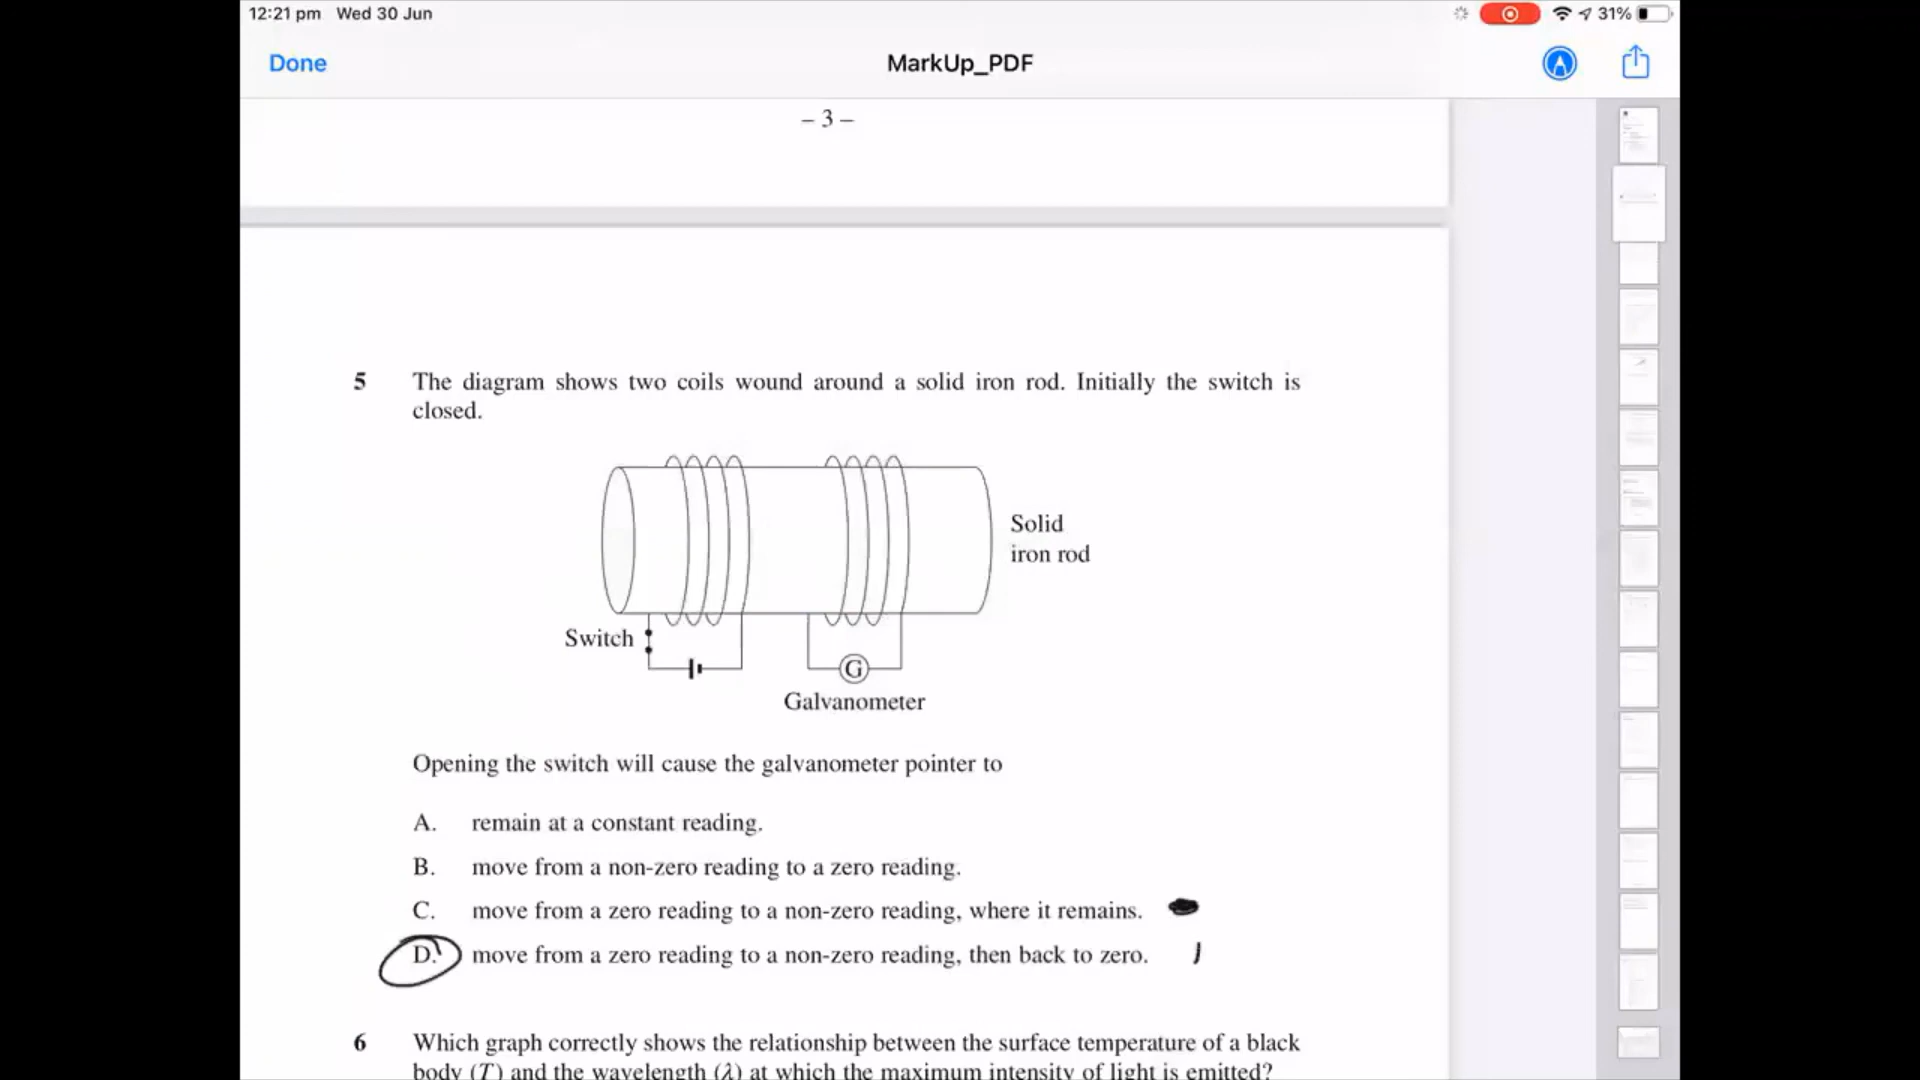 12:21 pm Wed 30 Jun
31%
Done
MarkUp_PDF
– 3 –
5 The diagram shows two coils wound around a solid iron rod. Initially the switch is
closed.
Solid
iron rod
Switch
G
Galvanometer
Opening the switch will cause the galvanometer pointer to
A. remain at a constant reading.
B. move from a non-zero reading to a zero reading.
C. move from a zero reading to a non-zero reading, where it remains.
D. move from a zero reading to a non-zero reading, then back to zero.
6 Which graph correctly shows the relationship between the surface temperature of a black
body (T) and the wavelength (λ) at which the maximum intensity of light is emitted?